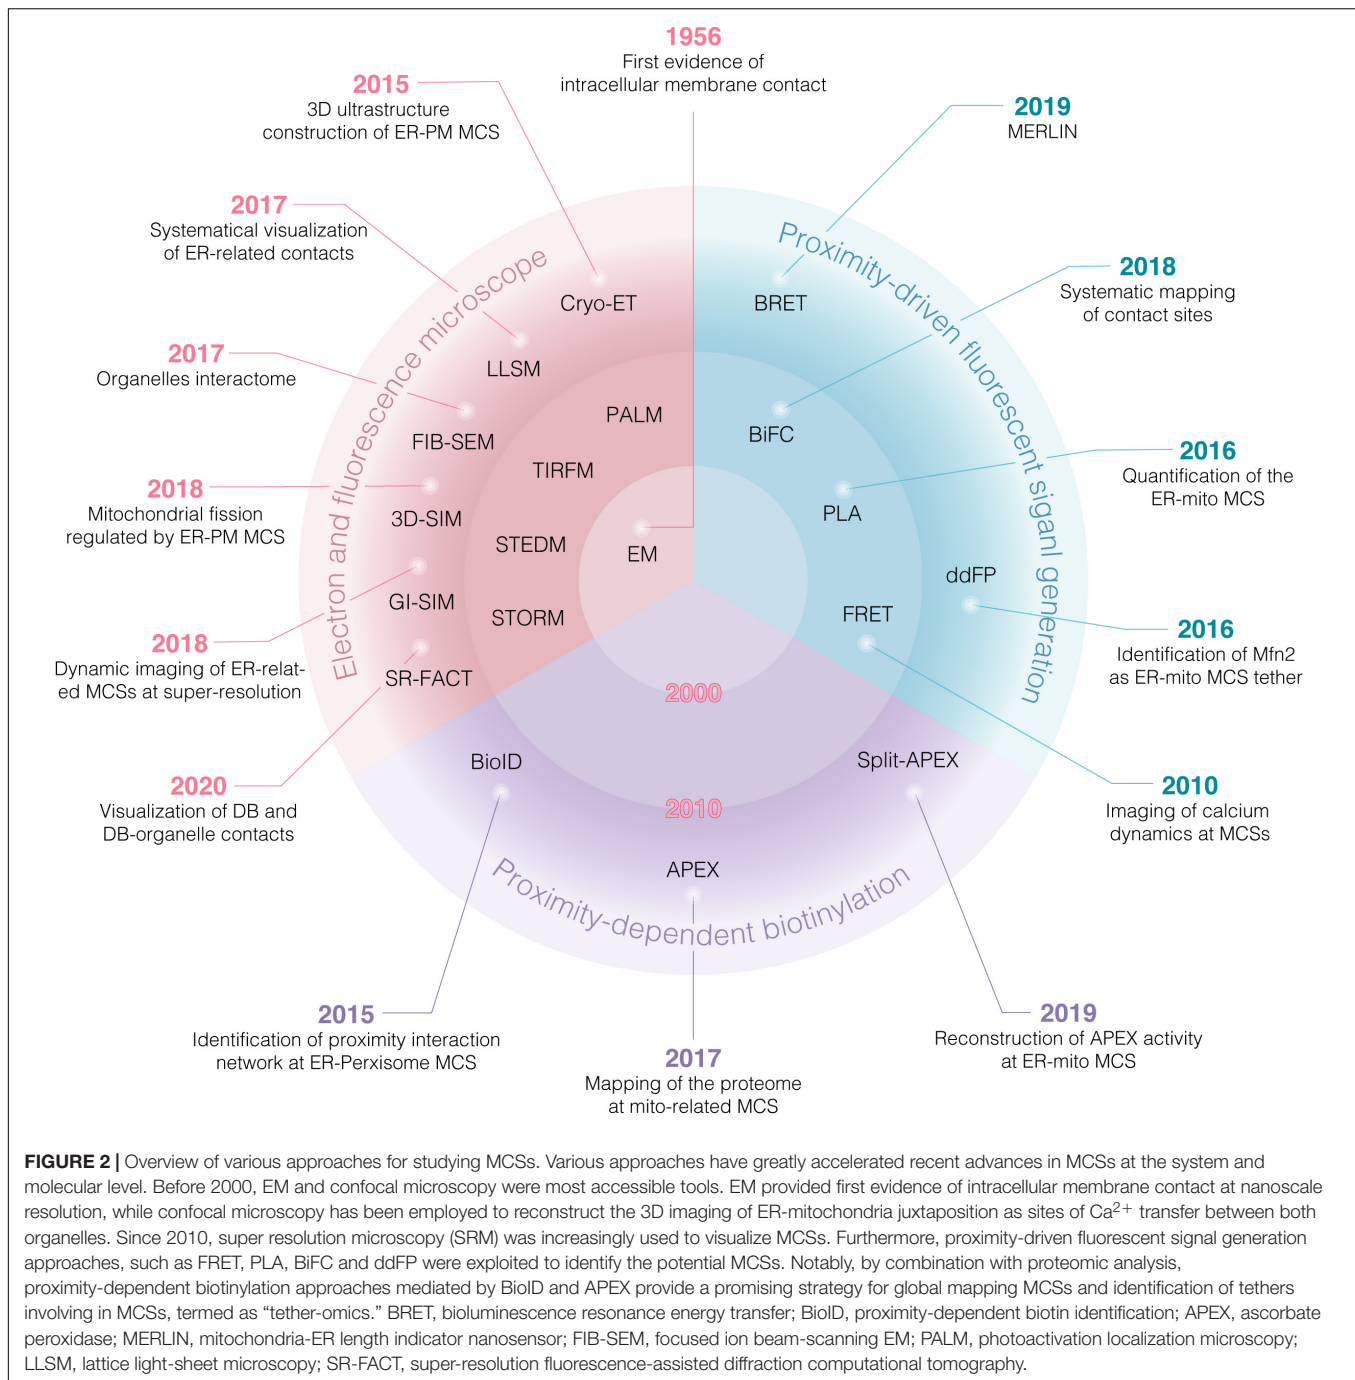 1956
First evidence of
intracellular membrane contact
2015
3D ultrastructure
construction of ER-PM MCS
2017
Systematical visualization
of ER-related contacts
2017
Organelles interactome
2018
Mitochondrial fission
regulated by ER-PM MCS
2018
Dynamic imaging of ER-relat-
ed MCSs at super-resolution
2020
Visualization of DB and
DB-organelle contacts
2019
MERLIN
2018
Systematic mapping
of contact sites
2016
Quantification of the
ER-mito MCS
2016
Identification of Mfn2
as ER-mito MCS tether
2010
Imaging of calcium
dynamics at MCSs
Electron and fluorescence microscope
Cryo-ET
LLSM
FIB-SEM
3D-SIM
GI-SIM
SR-FACT
PALM
TIRFM
STEDM
STORM
EM
Proximity-driven fluorescent siganl generation
BRET
BiFC
PLA
ddFP
FRET
2000
2010
BioID
Split-APEX
APEX
Proximity-dependent biotinylation
2015
Identification of proximity interaction
network at ER-Perxisome MCS
2017
Mapping of the proteome
at mito-related MCS
2019
Reconstruction of APEX activity
at ER-mito MCS
FIGURE 2 | Overview of various approaches for studying MCSs. Various approaches have greatly accelerated recent advances in MCSs at the system and
molecular level. Before 2000, EM and confocal microscopy were most accessible tools. EM provided first evidence of intracellular membrane contact at nanoscale
resolution, while confocal microscopy has been employed to reconstruct the 3D imaging of ER-mitochondria juxtaposition as sites of Ca2+ transfer between both
organelles. Since 2010, super resolution microscopy (SRM) was increasingly used to visualize MCSs. Furthermore, proximity-driven fluorescent signal generation
approaches, such as FRET, PLA, BiFC and ddFP were exploited to identify the potential MCSs. Notably, by combination with proteomic analysis,
proximity-dependent biotinylation approaches mediated by BioID and APEX provide a promising strategy for global mapping MCSs and identification of tethers
involving in MCSs, termed as “tether-omics.” BRET, bioluminescence resonance energy transfer; BioID, proximity-dependent biotin identification; APEX, ascorbate
peroxidase; MERLIN, mitochondria-ER length indicator nanosensor; FIB-SEM, focused ion beam-scanning EM; PALM, photoactivation localization microscopy;
LLSM, lattice light-sheet microscopy; SR-FACT, super-resolution fluorescence-assisted diffraction computational tomography.